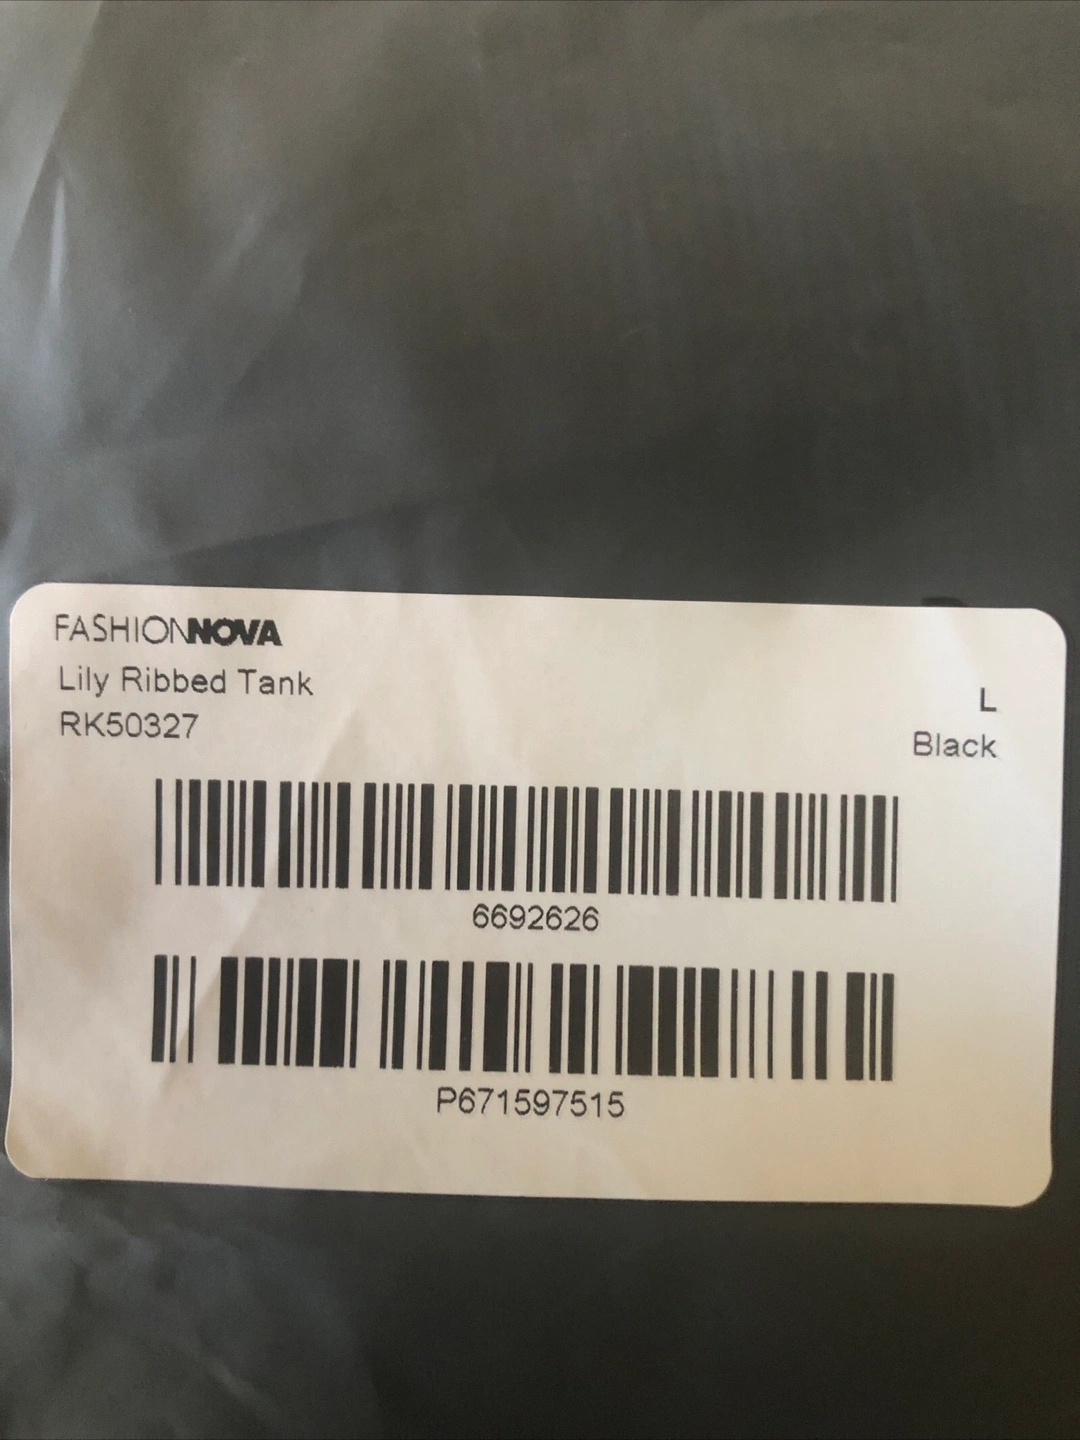 FASHIONNOVA
Lily Ribbed Tank
RK50327
L
Black
6692626
P671597515